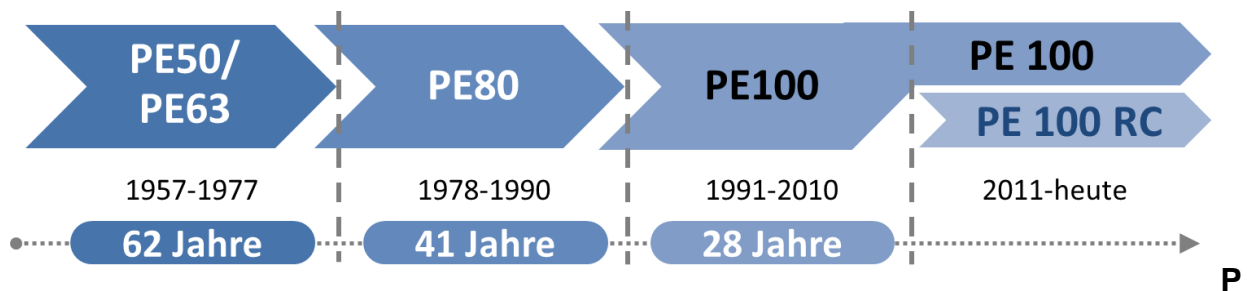 PE50/
PE63
PE80
PE100
PE 100
PE 100 RC
1957-1977
1978-1990
1991-2010
2011-heute
62 Jahre
41 Jahre
28 Jahre
P